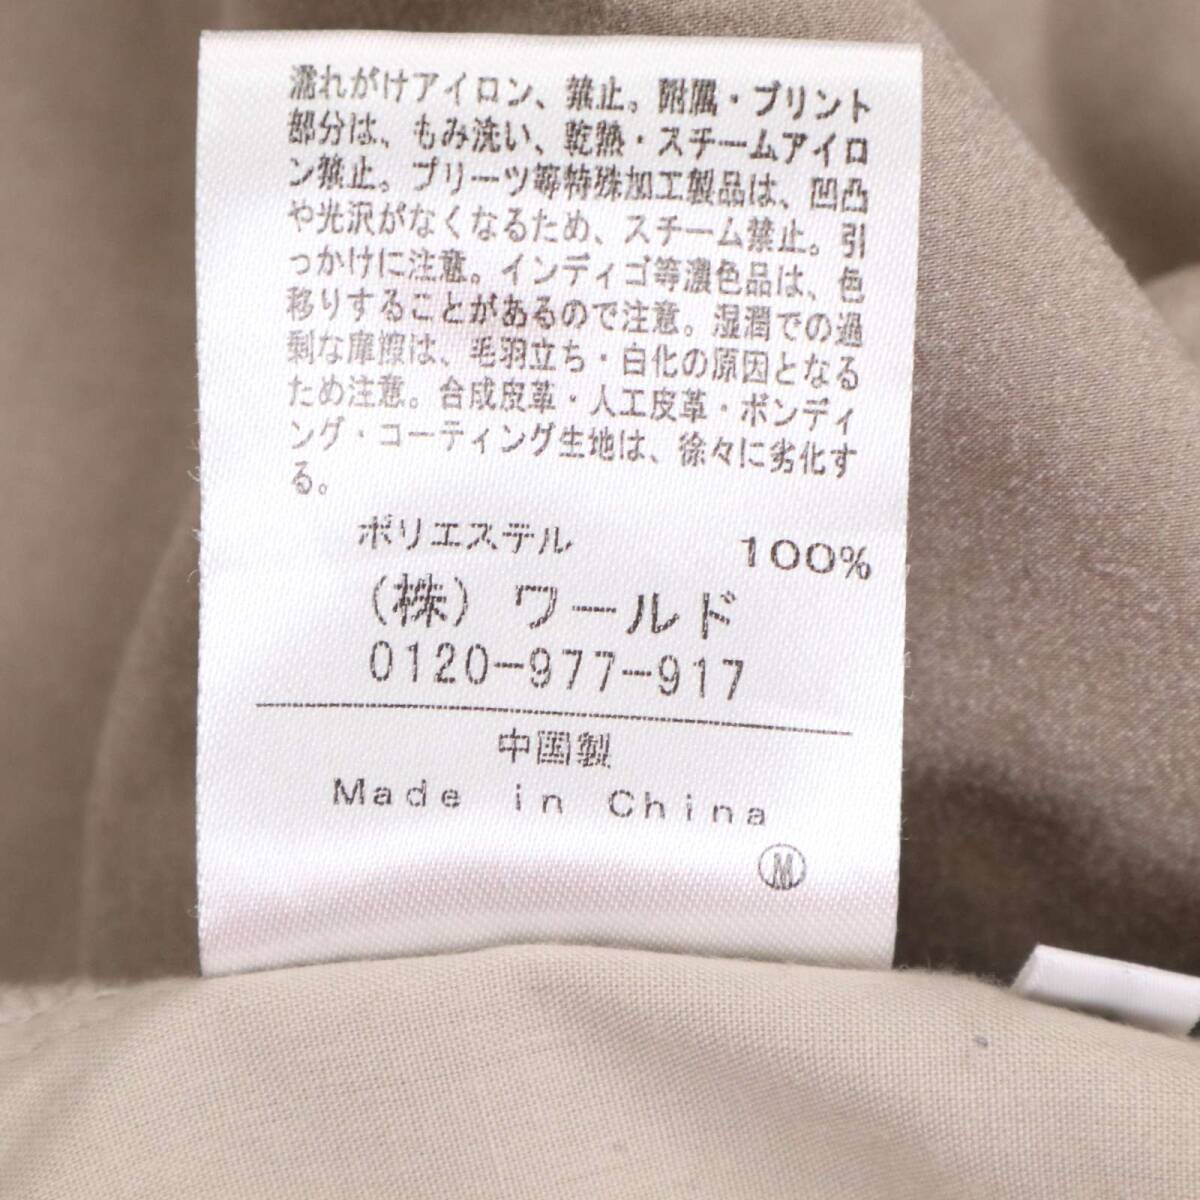 濡れがけアイロン、禁止。附属・プリント
部分は、もみ洗い、乾熱・スチームアイロ
ン禁止。プリーツ等特殊加工製品は、凹凸
や光沢がなくなるため、スチーム禁止。引
っかけに注意。インディゴ等濃色品は、色
移りすることがあるので注意。湿潤での過
剰な摩擦は、毛羽立ち・白化の原因となる
ため注意。合成皮革・人工皮革・ボンディ
ング・コーティング生地は、徐々に劣化す
る。
ポリエステル 100%
（株）ワールド
0120-977-917
中国製
Made in China
M